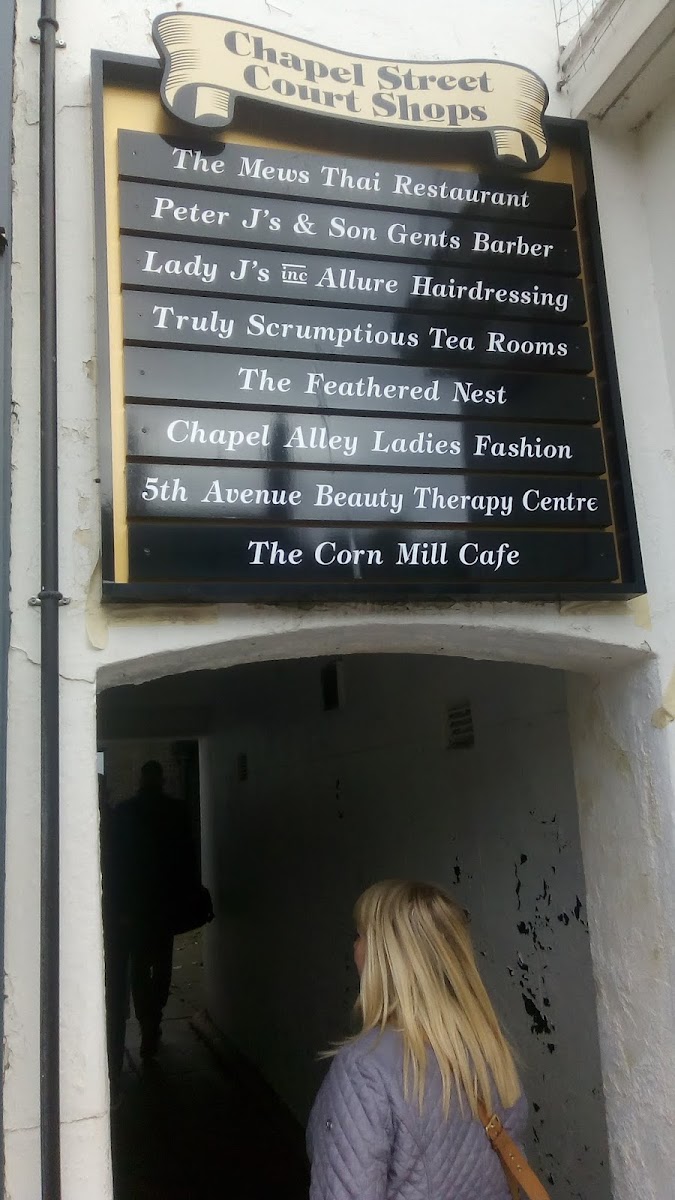 Chapel Street
Court Shops
The Mews Thai Restaurant
Peter J's & Son Gents Barber
Lady J's inc Allure Hairdressing
Truly Scrumptious Tea Rooms
The Feathered Nest
Chapel Alley Ladies Fashion
5th Avenue Beauty Therapy Centre
The Corn Mill Cafe